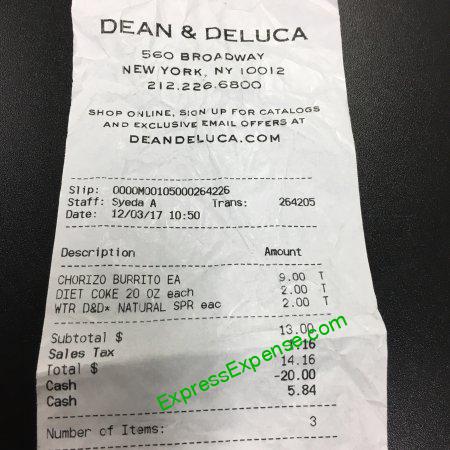 DEAN & DELUCA
560 BROADWAY
NEW YORK, NY 10012
212.226.6800
SHOP ONLINE, SIGN UP FOR CATALOGS
AND EXCLUSIVE EMAIL OFFERS AT
DEANDELUCA.COM
Slip: 0000M00105000264226
Staff: Syeda A Trans: 264205
Date: 12/03/17 10:50
Description Amount
CHORIZO BURRITO EA 9.00 T
DIET COKE 20 OZ each 2.00 T
WTR D&D* NATURAL SPR eac 2.00 T
Subtotal $ 13.00
Sales Tax 1.16
Total $ 14.16
Cash -20.00
Cash 5.84
Number of Items: 3
ExpressExpense.com